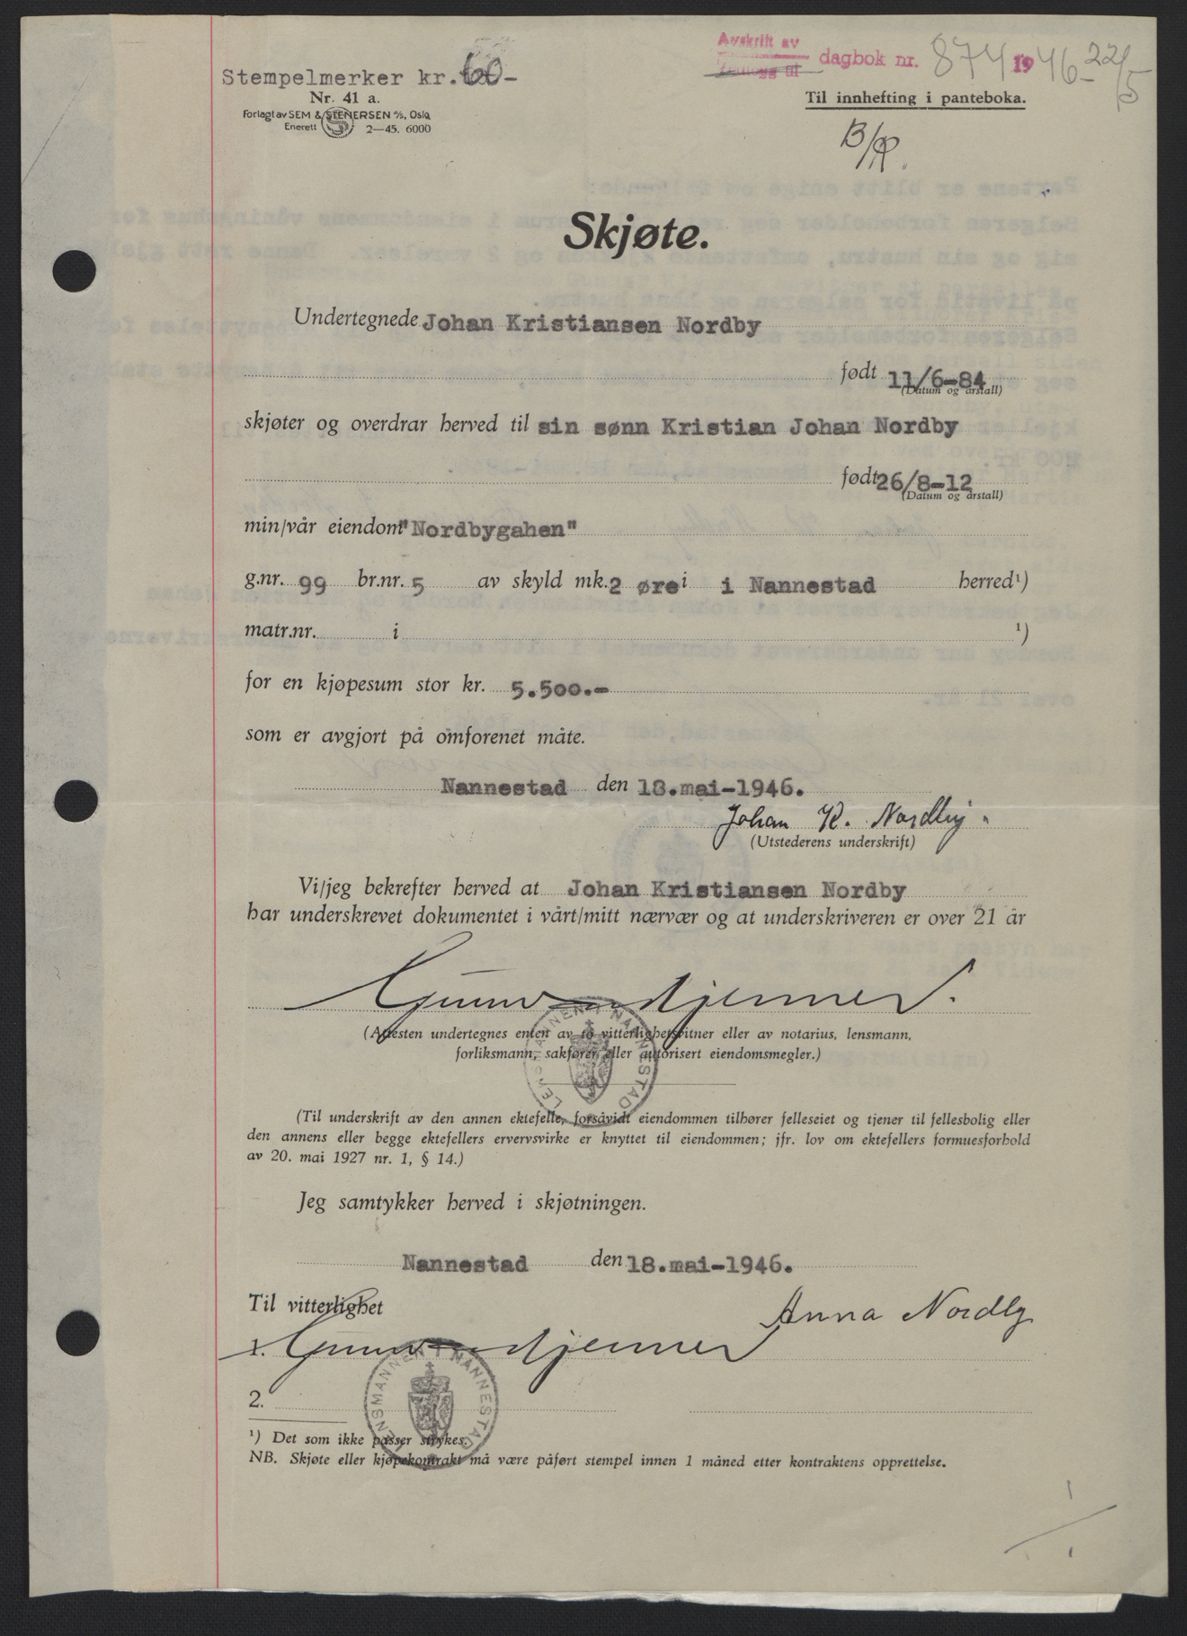 Stempelmerker kr. 60-
Avskrift av
dagbok nr. 874 1946 - 22/5
Nr. 41 a.
Forlagt av SEM & STENERSEN A/S, Oslo
Enerett 2—45. 6000
Til innhefting i panteboka.
Skjøte.
Undertegnede Johan Kristiansen Nordby
født 11/6-84
(Datum og årstall)
skjøter og overdrar herved til sin sønn Kristian Johan Nordby
født 26/8-12
(Datum og årstall)
min/vår eiendom "Nordbygahen"
g.nr. 99 br.nr. 5 av skyld mk. 2 øre i i Nannestad herred¹)
matr.nr. i ¹)
for en kjøpesum stor kr. 5.500.-
som er avgjort på omforenet måte.
Nannestad den 18.mai-1946.
Johan K. Nordby
(Utstederens underskrift)
Vi/jeg bekrefter herved at Johan Kristiansen Nordby
har underskrevet dokumentet i vårt/mitt nærvær og at underskriveren er over 21 år
(Attesten undertegnes enten av to vitterlighetsvitner eller av notarius, lensmann,
forliksmann, sakfører eller autorisert eiendomsmegler.)
LENSMANNEN I NANNESTAD
(Til underskrift av den annen ektefelle, forsåvidt eiendommen tilhører felleseiet og tjener til fellesbolig eller
den annens eller begge ektefellers ervervsvirke er knyttet til eiendommen; jfr. lov om ektefellers formuesforhold
av 20. mai 1927 nr. 1, § 14.)
Jeg samtykker herved i skjøtningen.
Nannestad den 18.mai-1946.
Til vitterlighet
Anna Nordby
1.
LENSMANNEN I NANNESTAD
2.
¹) Det som ikke passer strykes.
NB. Skjøte eller kjøpekontrakt må være påført stempel innen 1 måned etter kontraktens opprettelse.